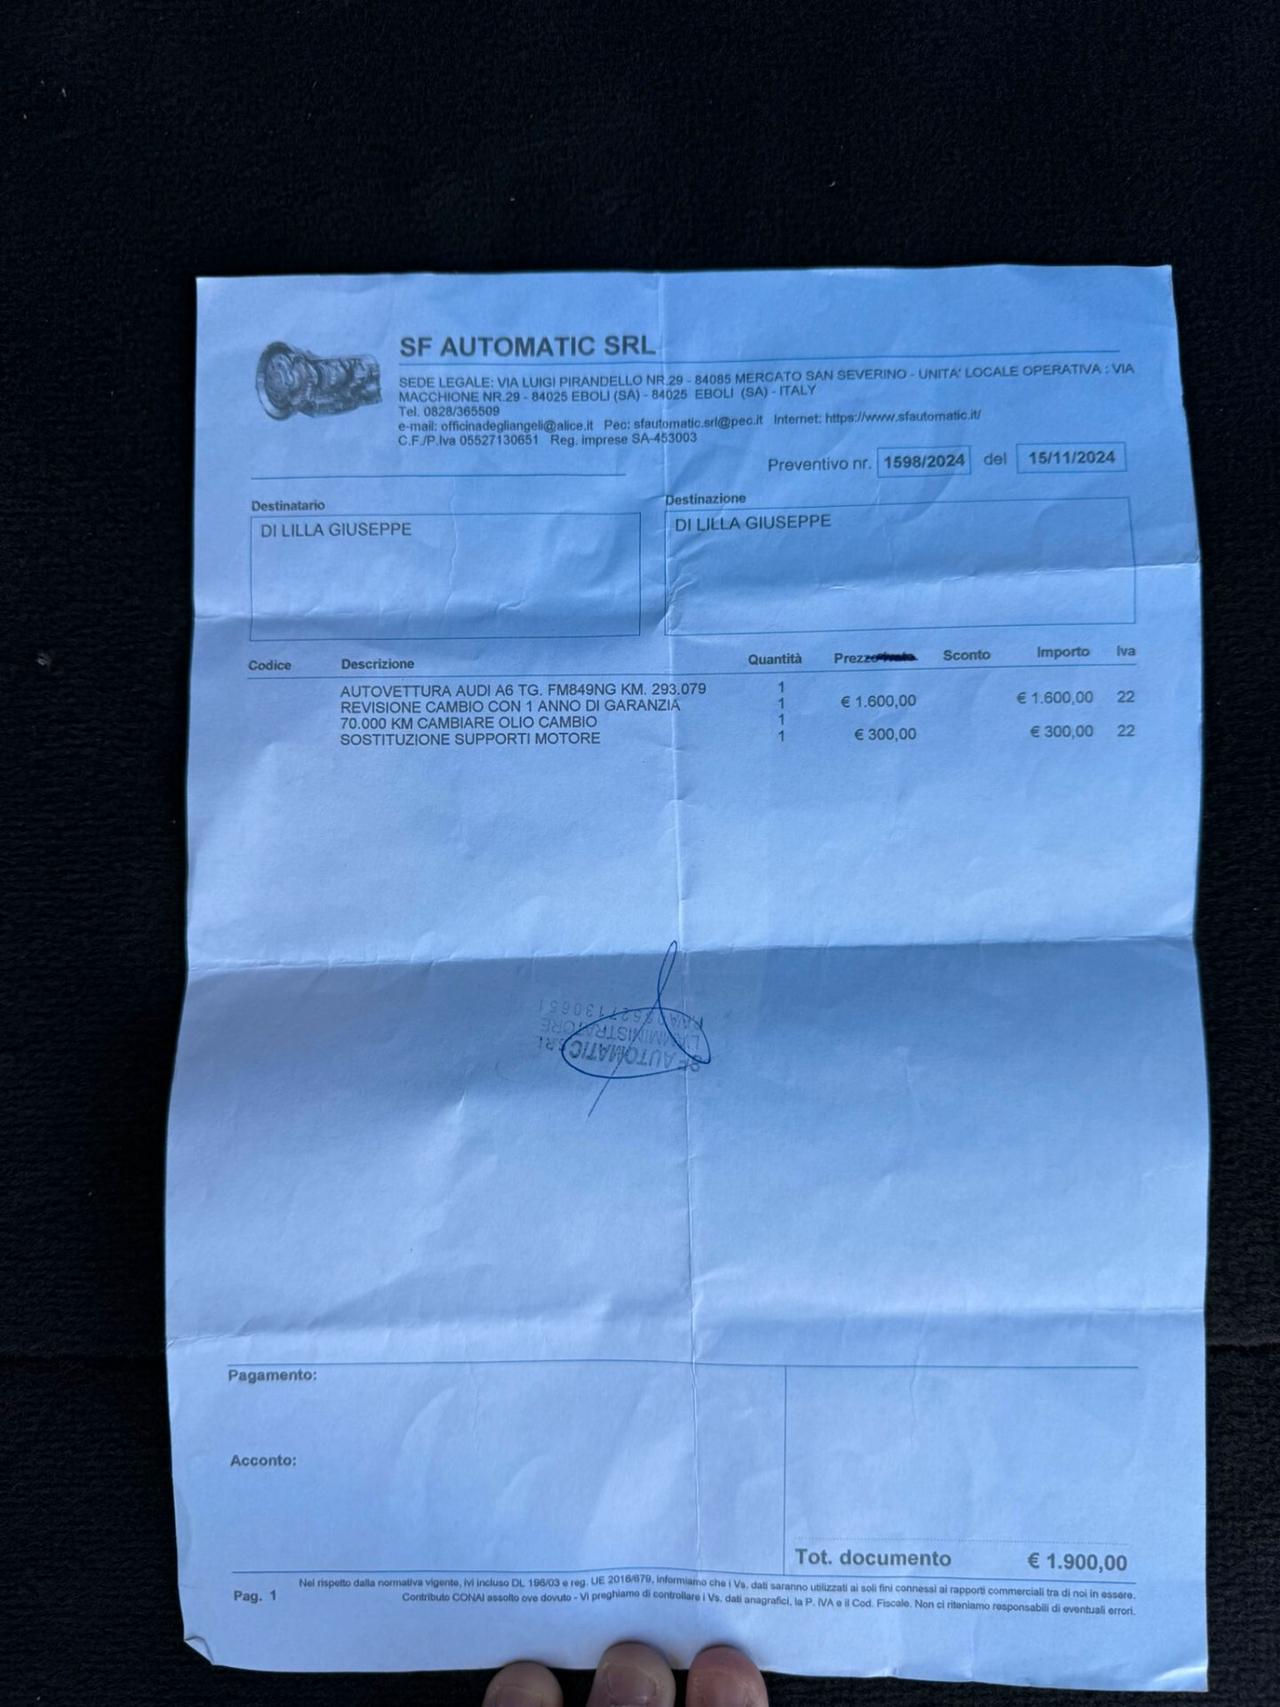 SF AUTOMATIC SRL
SEDE LEGALE: VIA LUIGI PIRANDELLO NR.29 - 84085 MERCATO SAN SEVERINO - UNITA' LOCALE OPERATIVA : VIA
MACCHIONE NR.29 - 84025 EBOLI (SA) - 84025 EBOLI (SA) - ITALY
Tel. 0828/365509
e-mail: officinadegliangeli@alice.it Pec: sfautomatic.srl@pec.it Internet: https://www.sfautomatic.it/
C.F./P.Iva 05527130651 Reg. imprese SA-453003
Preventivo nr. 1598/2024 del 15/11/2024
Destinatario Destinazione
DI LILLA GIUSEPPE DI LILLA GIUSEPPE
Codice Descrizione Quantità Prezzo Sconto Importo Iva
AUTOVETTURA AUDI A6 TG. FM849NG KM. 293.079 1
REVISIONE CAMBIO CON 1 ANNO DI GARANZIA 1 € 1.600,00 € 1.600,00 22
70.000 KM CAMBIARE OLIO CAMBIO 1
SOSTITUZIONE SUPPORTI MOTORE 1 € 300,00 € 300,00 22
SF AUTOMATIC S.R.L.
L'AMMINISTRATORE
P.IVA 05527130651
Pagamento:
Acconto:
Tot. documento € 1.900,00
Nel rispetto dalla normativa vigente, ivi incluso DL 196/03 e reg. UE 2016/679, informiamo che i Vs. dati saranno utilizzati ai soli fini connessi ai rapporti commerciali tra di noi in essere.
Contributo CONAI assolto ove dovuto - Vi preghiamo di controllare i Vs. dati anagrafici, la P. IVA e il Cod. Fiscale. Non ci riteniamo responsabili di eventuali errori.
Pag. 1